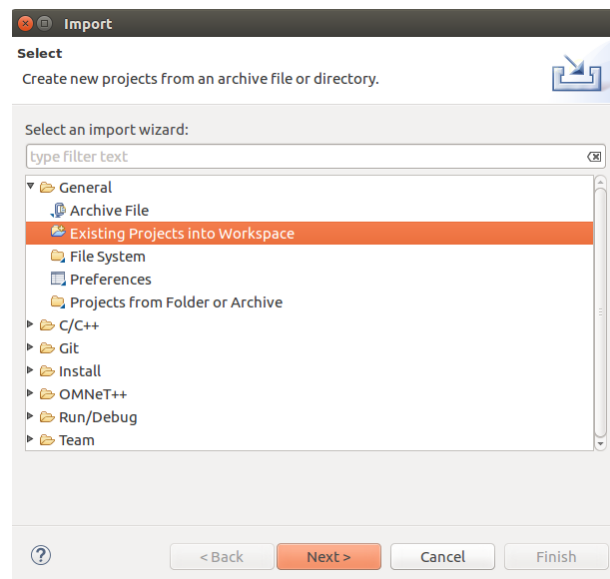 Import
Select
Create new projects from an archive file or directory.
Select an import wizard:
type filter text
General
Archive File
Existing Projects into Workspace
File System
Preferences
Projects from Folder or Archive
C/C++
Git
Install
OMNeT++
Run/Debug
Team
? < Back Next > Cancel Finish